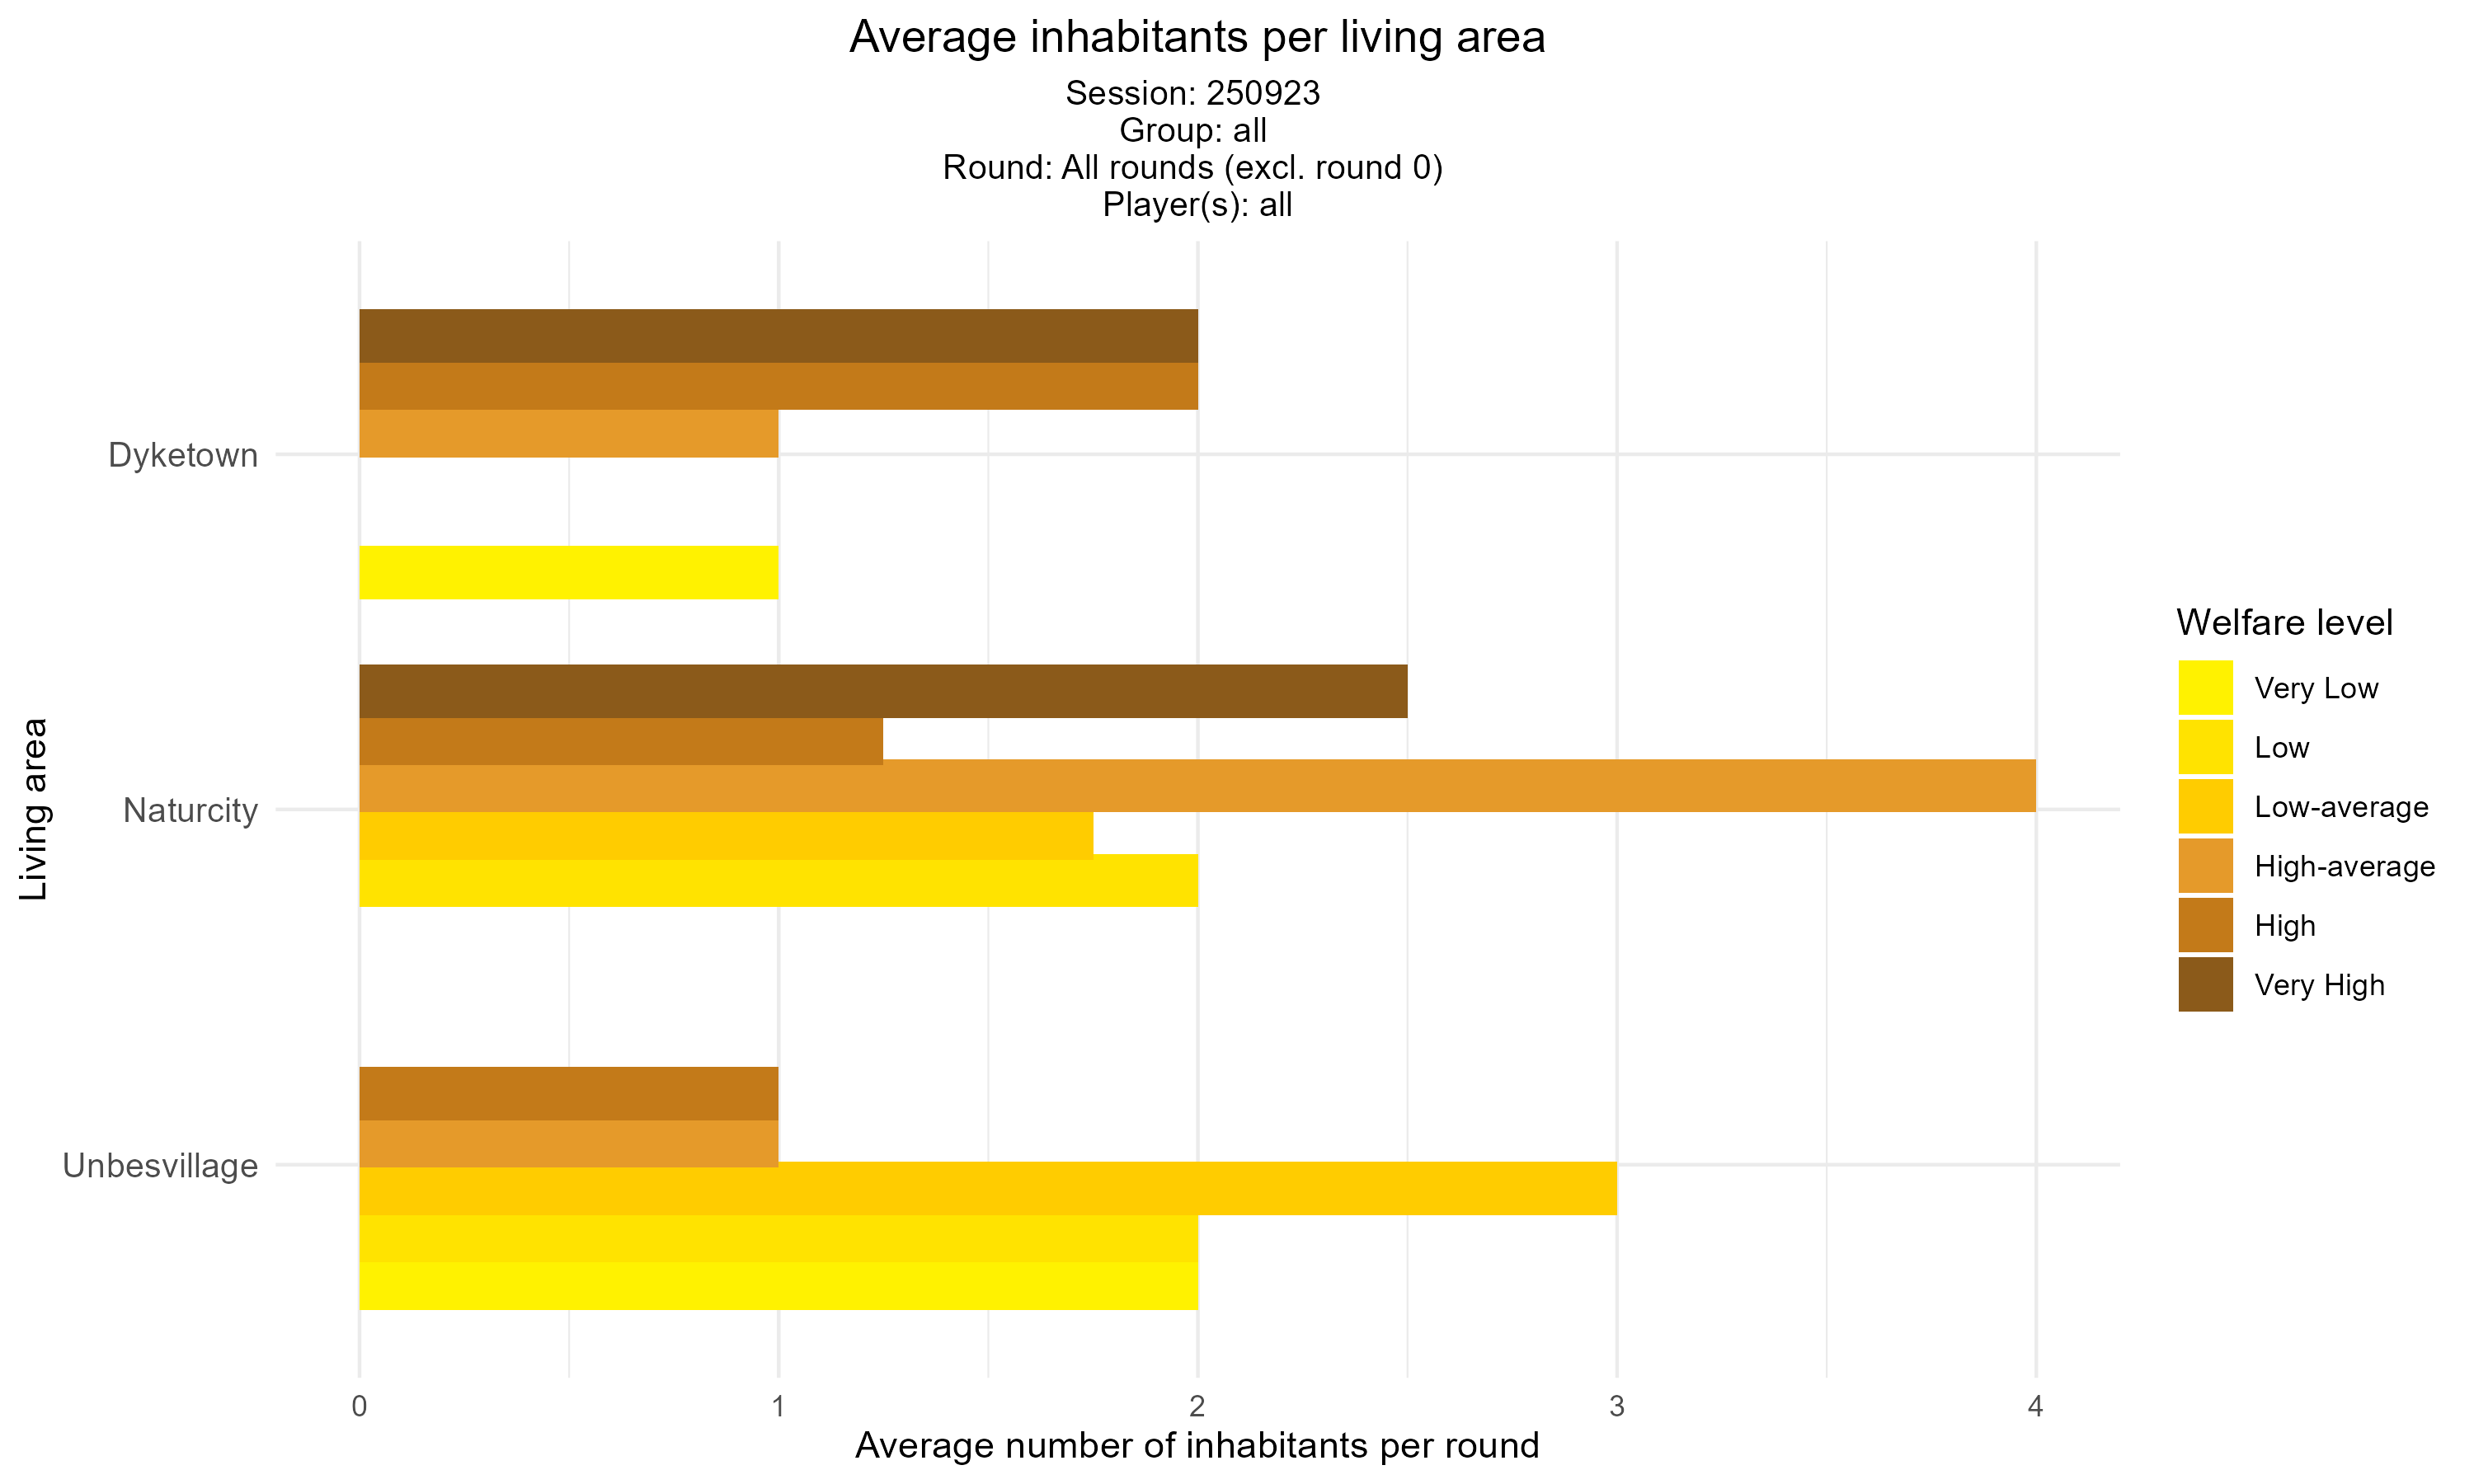 Average inhabitants per living area
Session: 250923
Group: all
Round: All rounds (excl. round 0)
Player(s): all
Living area
Dyketown
Naturcity
Unbesvillage
0
1
2
3
4
Average number of inhabitants per round
Welfare level
Very Low
Low
Low-average
High-average
High
Very High